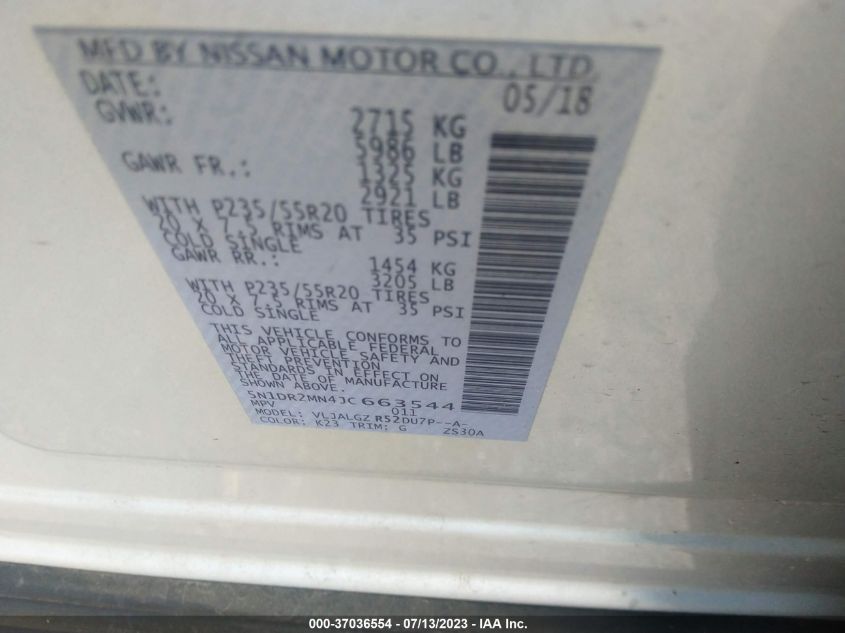 MFD BY NISSAN MOTOR CO., LTD.
DATE: 05/18
GVWR: 2715 KG
5986 LB
GAWR FR.: 1325 KG
2921 LB
WITH P235/55R20 TIRES
20 X 7.5 RIMS AT 35 PSI
COLD SINGLE
GAWR RR.: 1454 KG
3205 LB
WITH P235/55R20 TIRES
20 X 7.5 RIMS AT 35 PSI
COLD SINGLE
THIS VEHICLE CONFORMS TO
ALL APPLICABLE FEDERAL
MOTOR VEHICLE SAFETY AND
THEFT PREVENTION
STANDARDS IN EFFECT ON
THE DATE OF MANUFACTURE
SHOWN ABOVE.
5N1DR2MN4JC663544
MPV 011
MODEL: VLJALGZ R52DU7P--A-
COLOR: K23 TRIM: G ZS30A
000-37036554 / 07/13/2023 - IAA Inc.